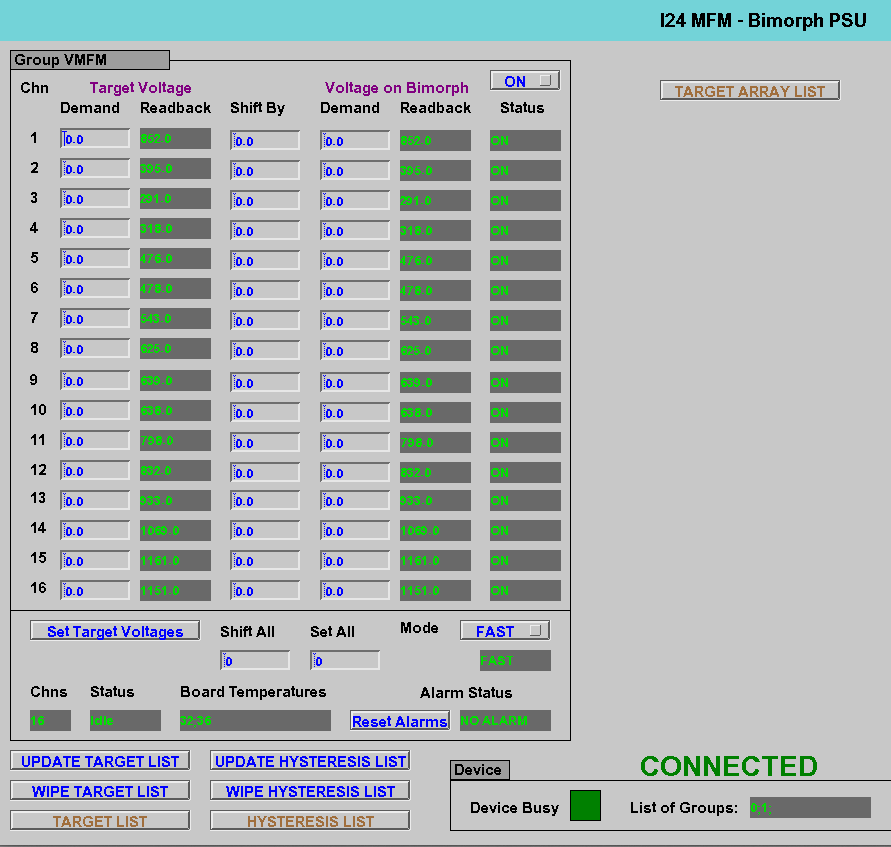 I24 MFM - Bimorph PSU
Group VMFM
Chn Target Voltage Voltage on Bimorph ON
Demand Readback Shift By Demand Readback Status
TARGET ARRAY LIST
1 0.0 852.0 0.0 0.0 852.0 ON
2 0.0 395.0 0.0 0.0 395.0 ON
3 0.0 291.0 0.0 0.0 291.0 ON
4 0.0 318.0 0.0 0.0 318.0 ON
5 0.0 476.0 0.0 0.0 476.0 ON
6 0.0 478.0 0.0 0.0 478.0 ON
7 0.0 543.0 0.0 0.0 543.0 ON
8 0.0 625.0 0.0 0.0 625.0 ON
9 0.0 639.0 0.0 0.0 639.0 ON
10 0.0 638.0 0.0 0.0 638.0 ON
11 0.0 798.0 0.0 0.0 798.0 ON
12 0.0 832.0 0.0 0.0 832.0 ON
13 0.0 933.0 0.0 0.0 933.0 ON
14 0.0 1069.0 0.0 0.0 1069.0 ON
15 0.0 1161.0 0.0 0.0 1161.0 ON
16 0.0 1151.0 0.0 0.0 1151.0 ON
Set Target Voltages Shift All Set All Mode FAST
0 0 FAST
Chns Status Board Temperatures Alarm Status
16 Idle 32;36 Reset Alarms NO ALARM
UPDATE TARGET LIST UPDATE HYSTERESIS LIST
WIPE TARGET LIST WIPE HYSTERESIS LIST
TARGET LIST HYSTERESIS LIST
Device CONNECTED
Device Busy List of Groups: 0;1;